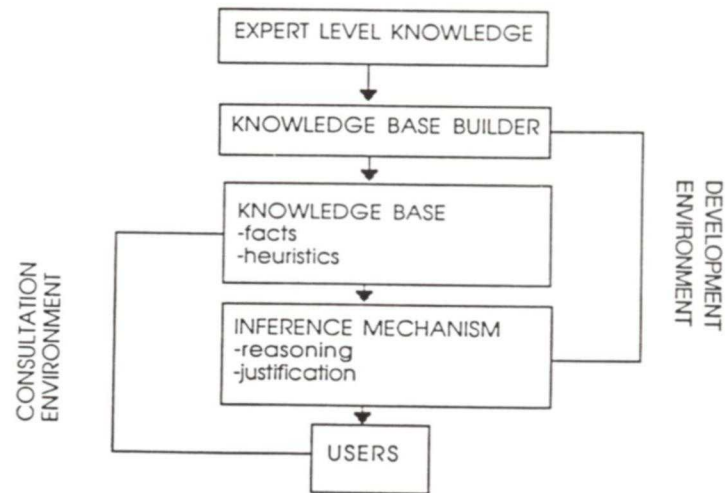 EXPERT LEVEL KNOWLEDGE
KNOWLEDGE BASE BUILDER
KNOWLEDGE BASE
-facts
-heuristics
INFERENCE MECHANISM
-reasoning
-justification
USERS
CONSULTATION
ENVIRONMENT
DEVELOPMENT
ENVIRONMENT